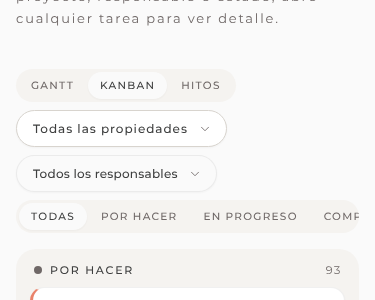 cualquier tarea para ver detalle.
GANTT KANBAN HITOS
Todas las propiedades
Todos los responsables
TODAS POR HACER EN PROGRESO
POR HACER 93